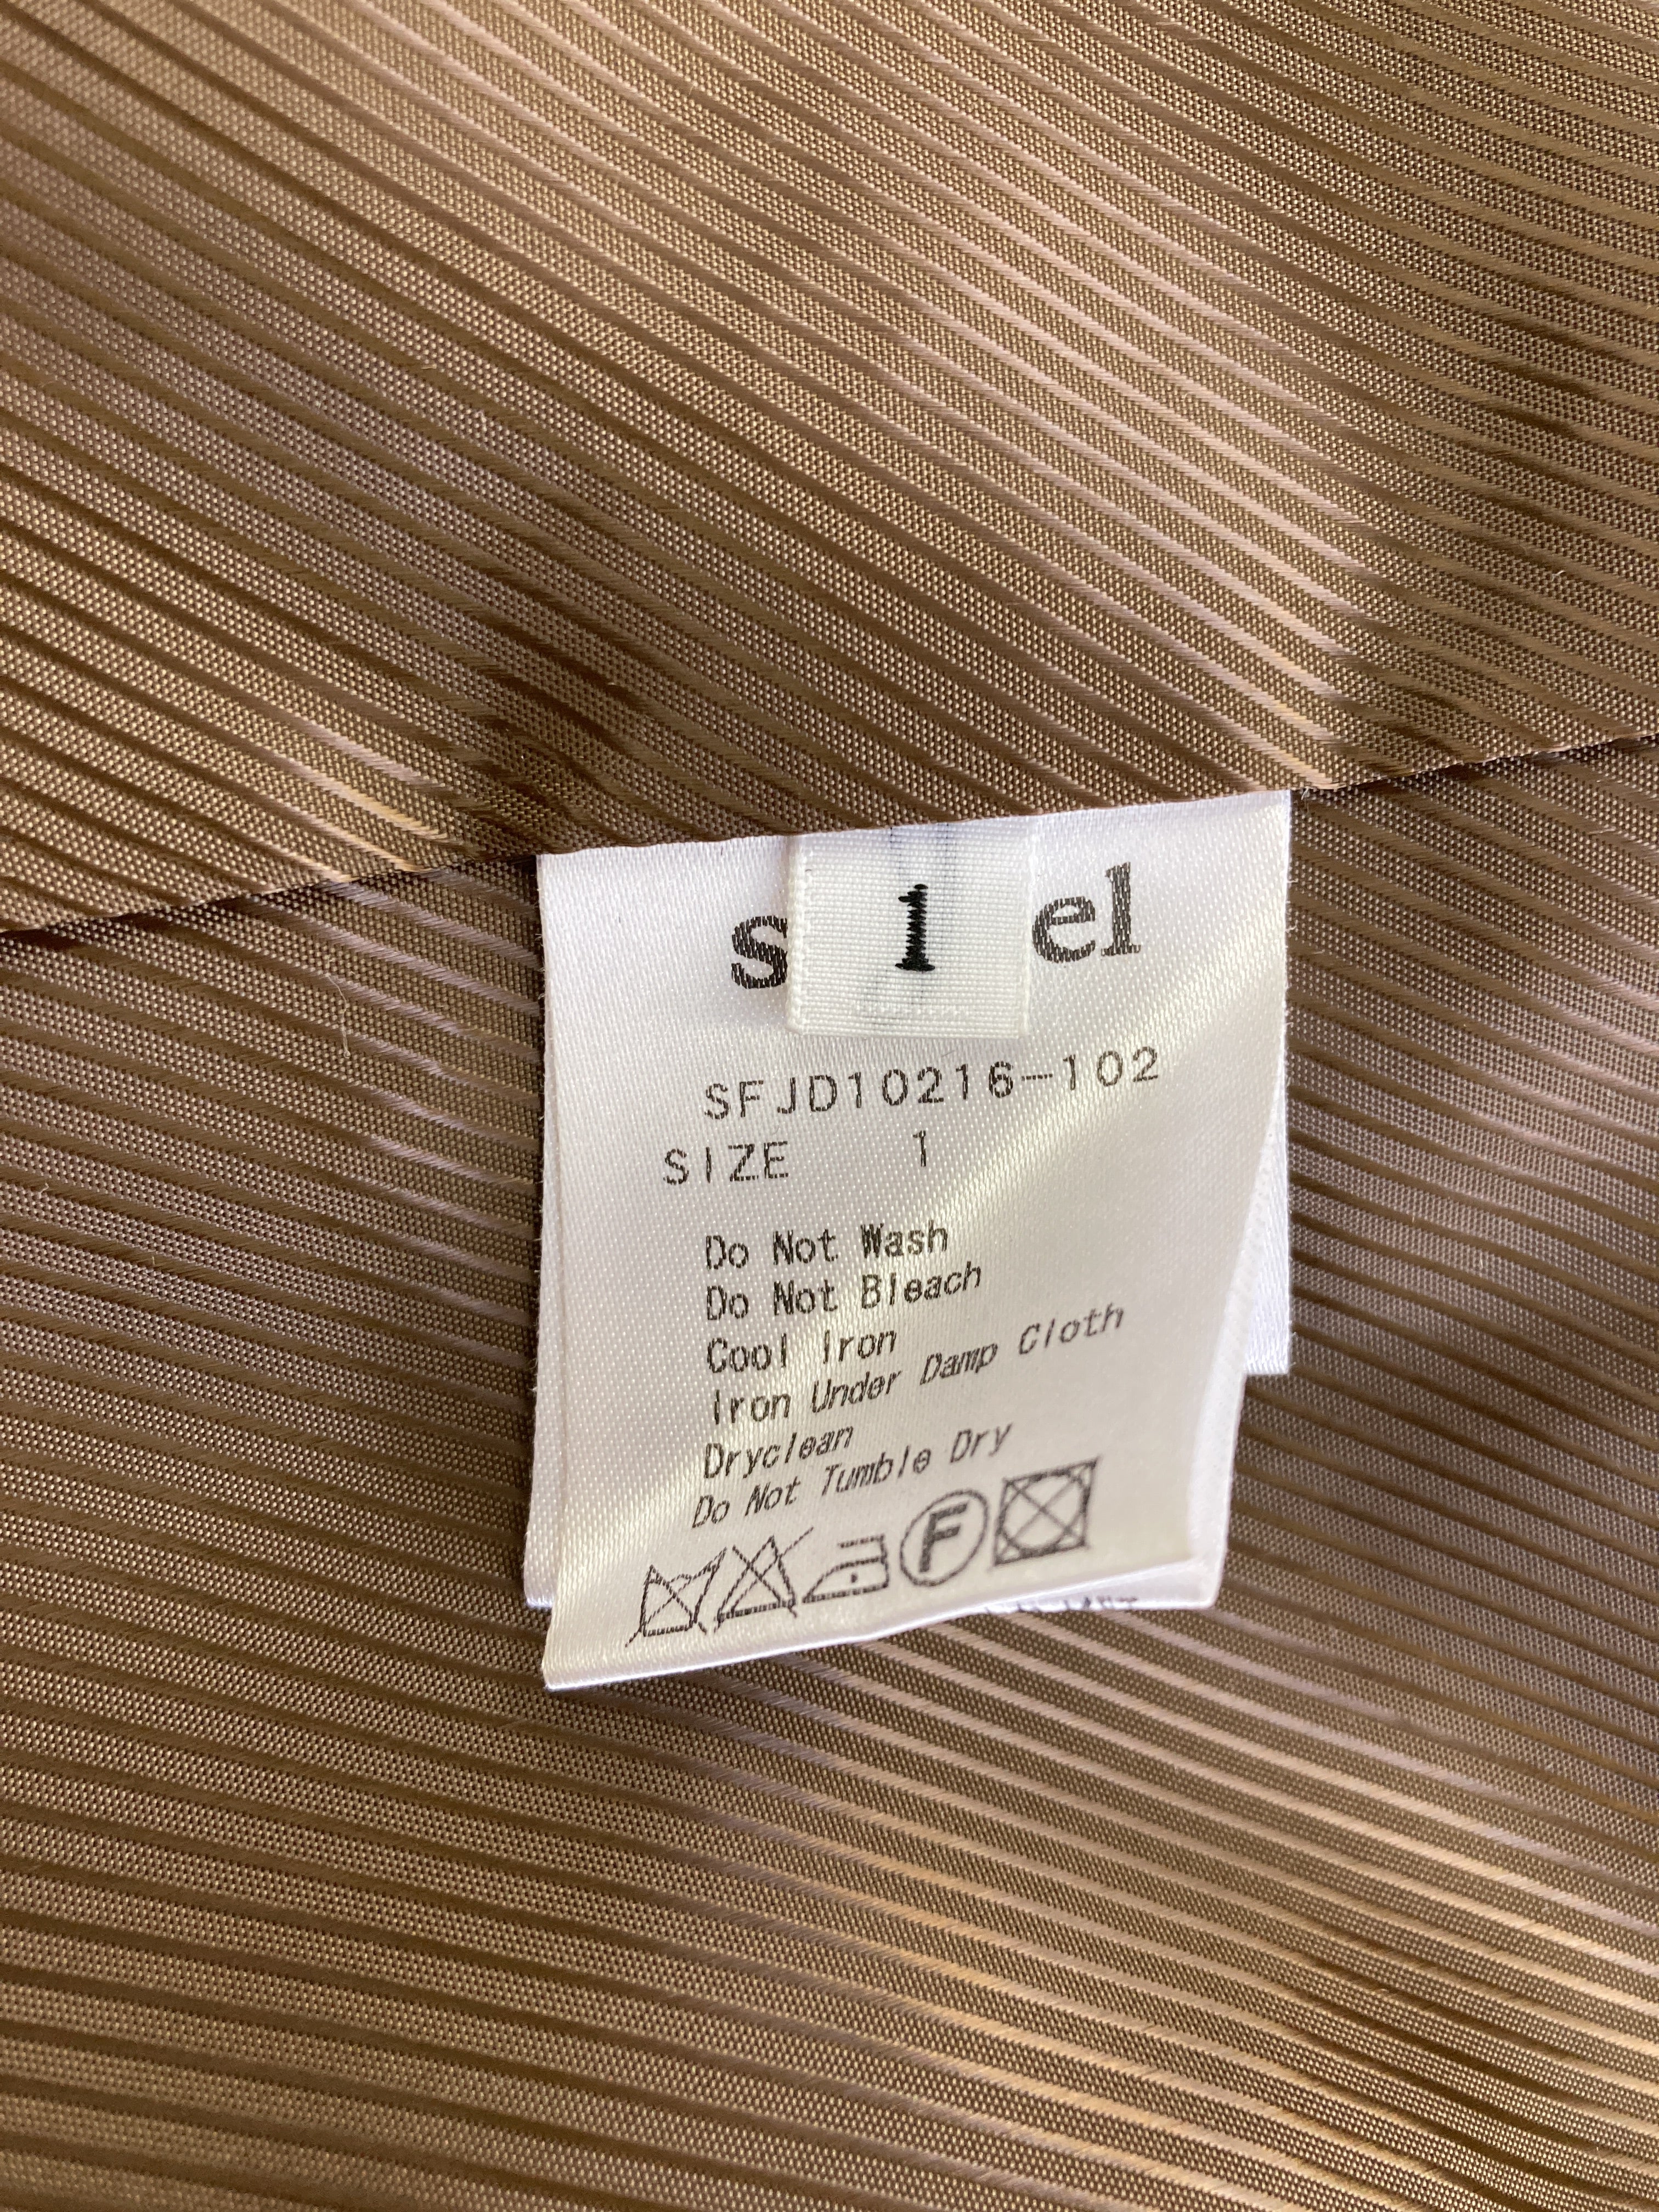 s 1 el
SFJD10216-102
SIZE 1
Do Not Wash
Do Not Bleach
Cool Iron
Iron Under Damp Cloth
Dryclean
Do Not Tumble Dry
F